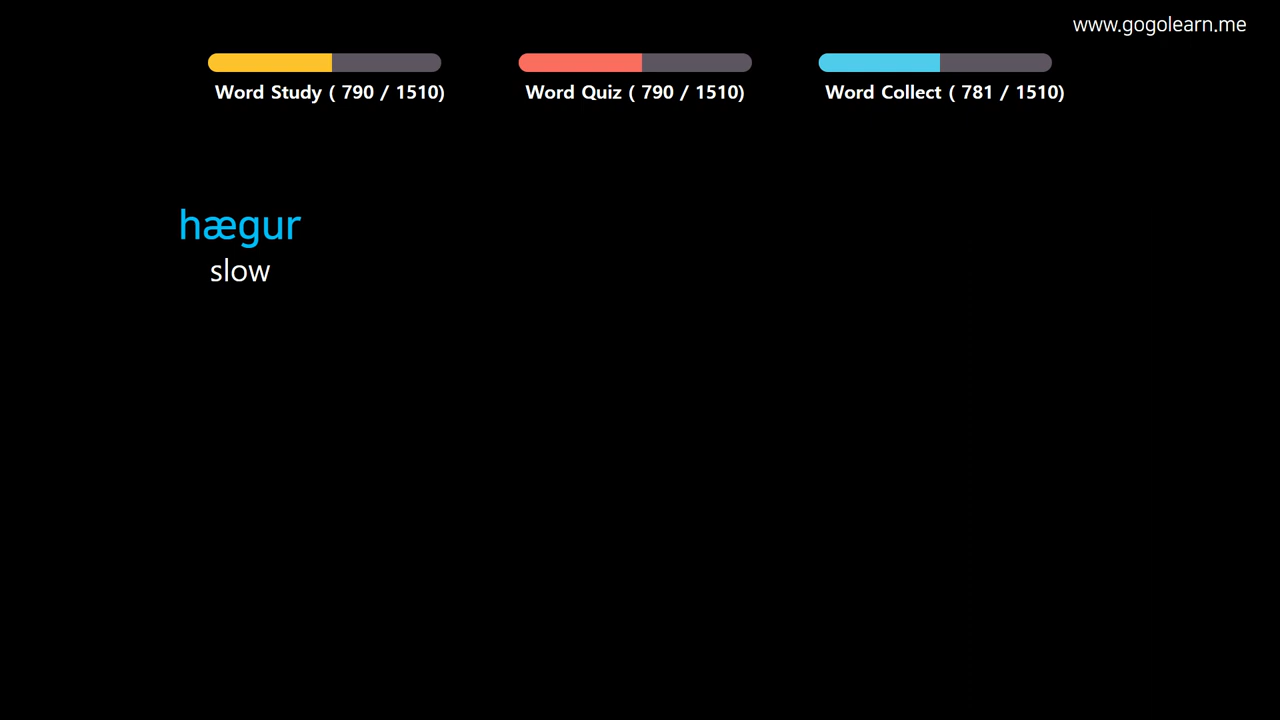 www.gogolearn.me
Word Study ( 790 / 1510)
Word Quiz ( 790 / 1510)
Word Collect ( 781 / 1510)
hægur
slow